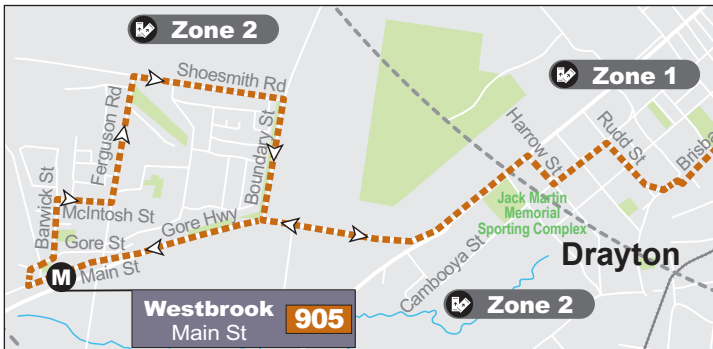 Zone 2
Zone 1
Shoesmith Rd
Ferguson Rd
Boundary St
Harrow St
Rudd St
Brisba
Barwick St
McIntosh St
Gore Hwy
Gore St
Main St
M
Jack Martin
Memorial
Sporting Complex
Drayton
Cambooya St
Zone 2
Westbrook
Main St
905